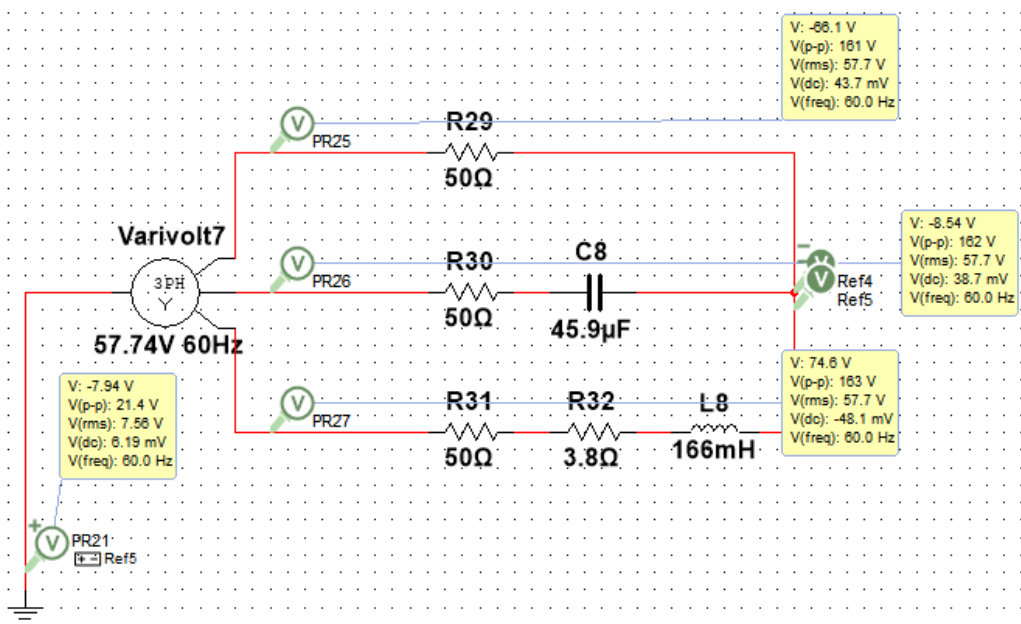 V: -66.1 V
V(p-p): 161 V
V(rms): 57.7 V
V(dc): 43.7 mV
V(freq): 60.0 Hz
V
PR25
R29
50Ω
Varivolt7
3PH
Y
57.74V 60Hz
V
PR26
R30
50Ω
C8
45.9µF
V
Ref4
Ref5
V: -8.54 V
V(p-p): 162 V
V(rms): 57.7 V
V(dc): 38.7 mV
V(freq): 60.0 Hz
V
PR27
R31
50Ω
R32
3.8Ω
L8
166mH
V: 74.6 V
V(p-p): 163 V
V(rms): 57.7 V
V(dc): -48.1 mV
V(freq): 60.0 Hz
V: -7.94 V
V(p-p): 21.4 V
V(rms): 7.56 V
V(dc): 6.19 mV
V(freq): 60.0 Hz
V
PR21
Ref5